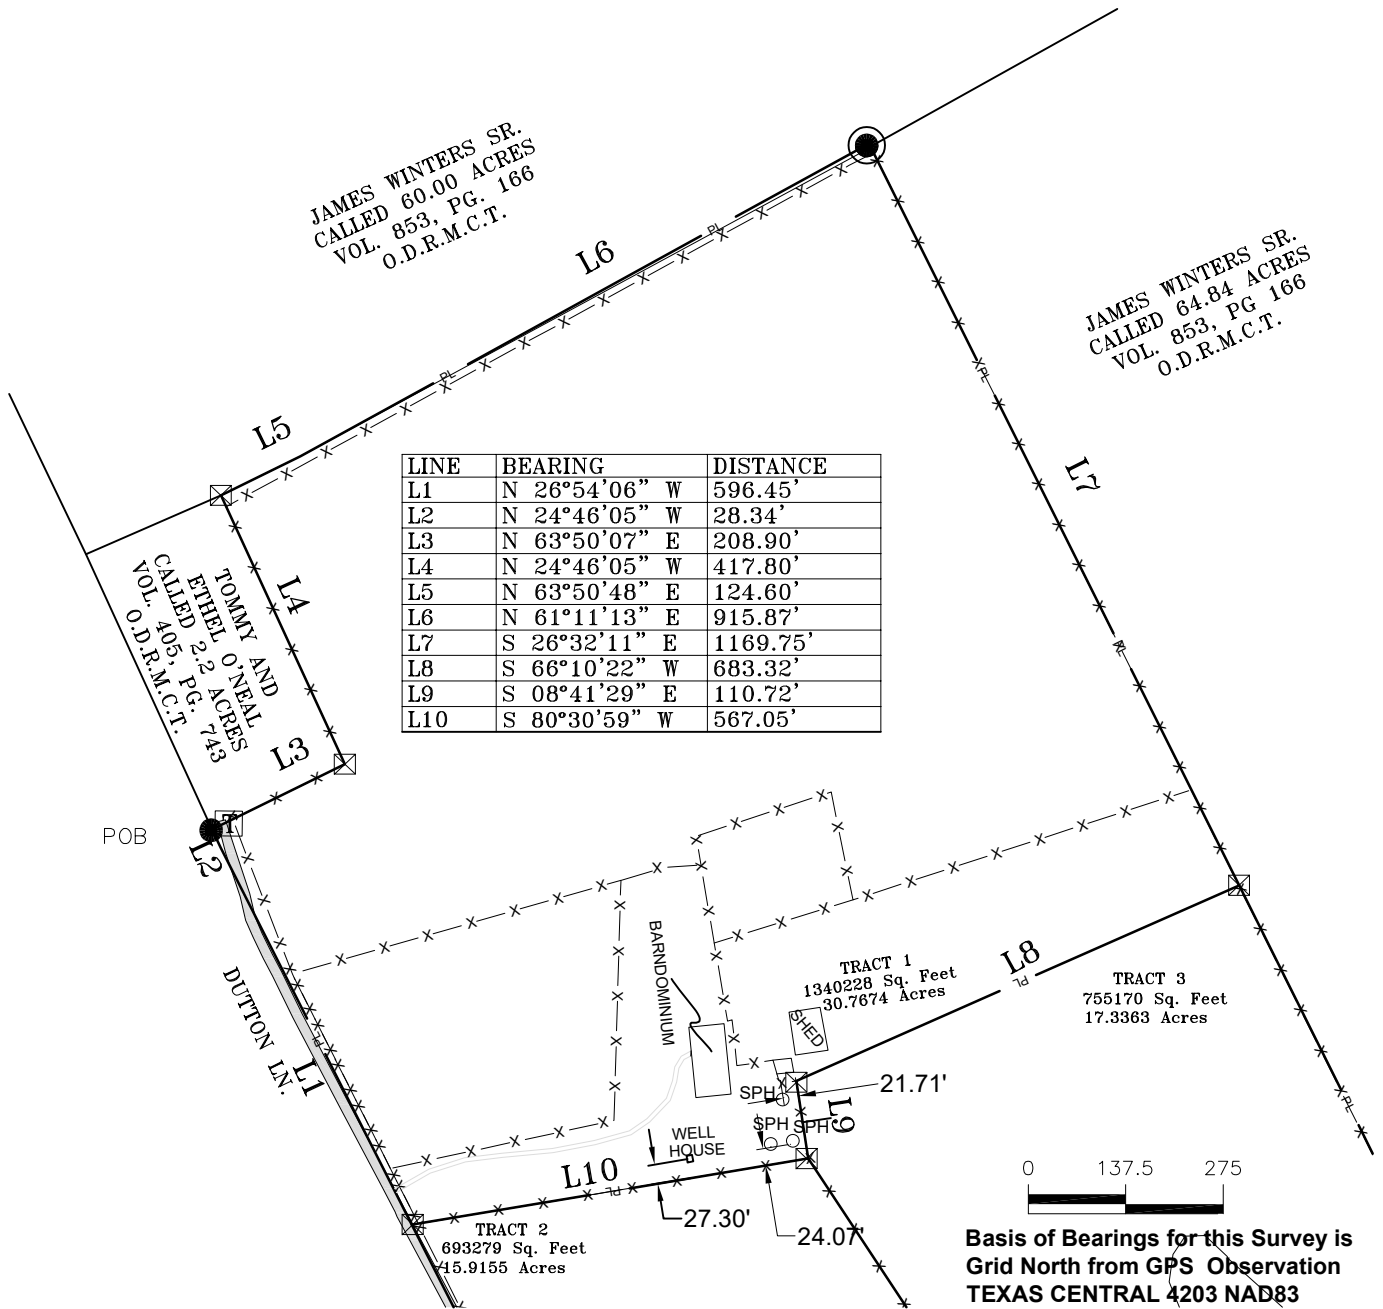 JAMES WINTERS SR.
CALLED 60.00 ACRES
VOL. 853, PG. 166
O.D.R.M.C.T.
L6
PL
JAMES WINTERS SR.
CALLED 64.84 ACRES
VOL. 853, PG 166
O.D.R.M.C.T.
PL
PL
L5
L7
LINE BEARING DISTANCE
L1 N 26°54'06" W 596.45'
L2 N 24°46'05" W 28.34'
L3 N 63°50'07" E 208.90'
L4 N 24°46'05" W 417.80'
L5 N 63°50'48" E 124.60'
L6 N 61°11'13" E 915.87'
L7 S 26°32'11" E 1169.75'
L8 S 66°10'22" W 683.32'
L9 S 08°41'29" E 110.72'
L10 S 80°30'59" W 567.05'
L4
TOMMY AND
ETHEL O'NEAL
CALLED 2.2 ACRES
VOL. 405, PG. 743
O.D.R.M.C.T.
PL
L3
T
POB
L2
BARNDOMINIUM
DUTTON LN.
L1
PL
TRACT 1
1340228 Sq. Feet
30.7674 Acres
L8
PL
TRACT 3
755170 Sq. Feet
17.3363 Acres
SHED
21.71'
SPH
SPH
SPH
L9
PL
WELL
HOUSE
L10
PL
27.30'
24.07'
TRACT 2
693279 Sq. Feet
15.9155 Acres
0 137.5 275
Basis of Bearings for this Survey is
Grid North from GPS Observation
TEXAS CENTRAL 4203 NAD83